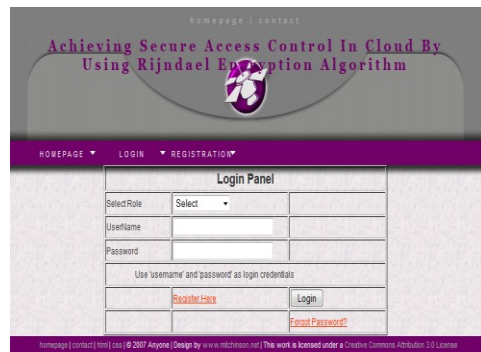 homepage | contact
Achieving Secure Access Control In Cloud By
Using Rijndael Encryption Algorithm
HOMEPAGE LOGIN REGISTRATION
Login Panel
Select Role Select
UserName
Password
Use 'username' and 'password' as login credentials
Register Here Login
Forgot Password?
homepage | contact | html | css | © 2007 Anyone | Design by www.mitchinson.net | This work is licensed under a Creative Commons Attribution 3.0 License